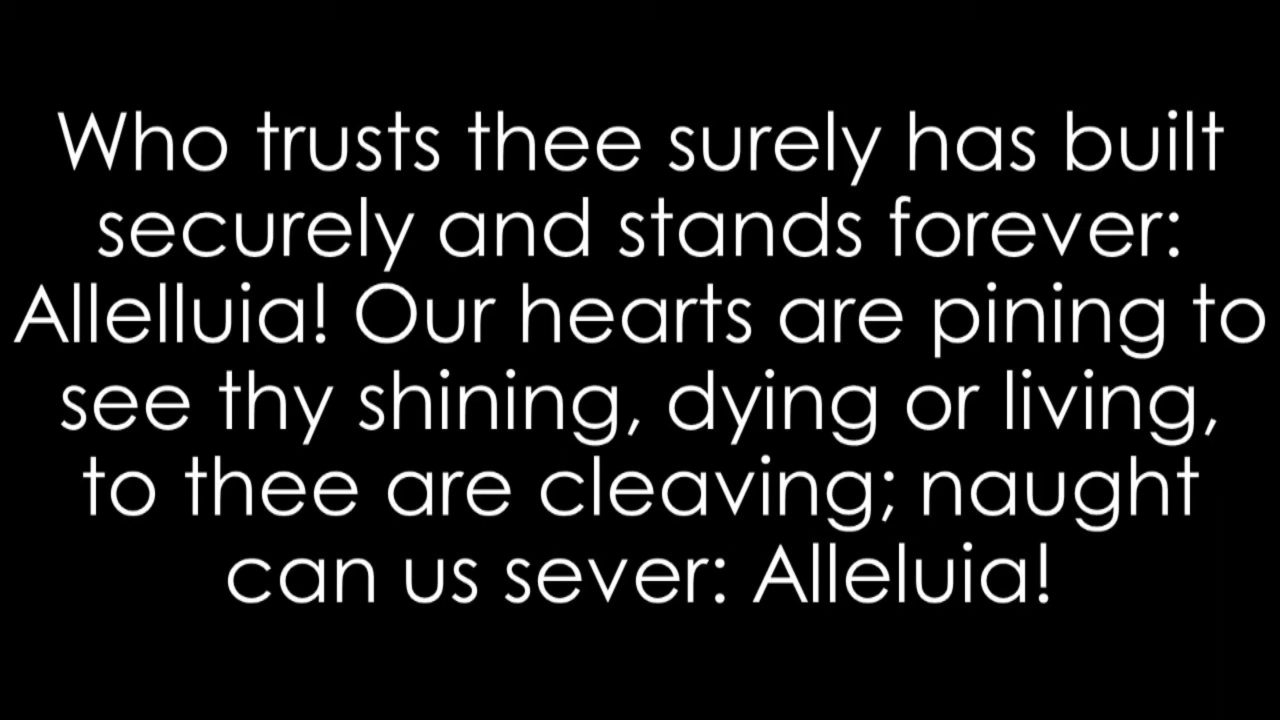 Who trusts thee surely has built
securely and stands forever:
Allelluia! Our hearts are pining to
see thy shining, dying or living,
to thee are cleaving; naught
can us sever: Alleluia!